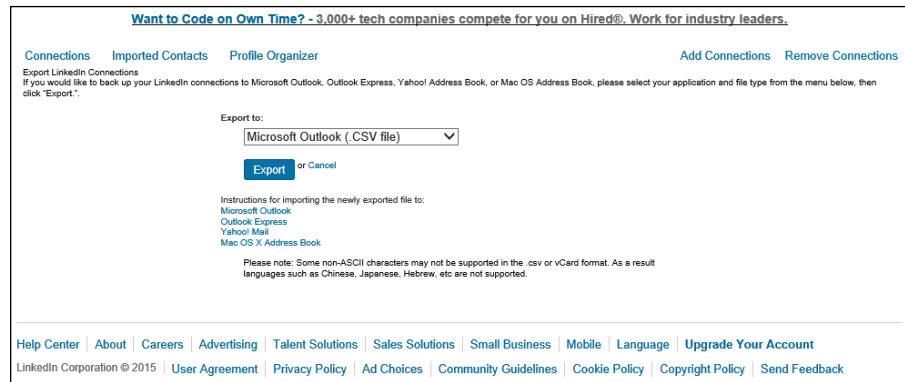 Want to Code on Own Time? - 3,000+ tech companies compete for you on Hired®. Work for industry leaders.
Connections Imported Contacts Profile Organizer Add Connections Remove Connections
Export LinkedIn Connections
If you would like to back up your LinkedIn connections to Microsoft Outlook, Outlook Express, Yahoo! Address Book, or Mac OS Address Book, please select your application and file type from the menu below, then
click "Export.".
Export to:
Microsoft Outlook (.CSV file)
Export or Cancel
Instructions for importing the newly exported file to:
Microsoft Outlook
Outlook Express
Yahoo! Mail
Mac OS X Address Book
Please note: Some non-ASCII characters may not be supported in the .csv or vCard format. As a result
languages such as Chinese, Japanese, Hebrew, etc are not supported.
Help Center | About | Careers | Advertising | Talent Solutions | Sales Solutions | Small Business | Mobile | Language | Upgrade Your Account
LinkedIn Corporation © 2015 | User Agreement | Privacy Policy | Ad Choices | Community Guidelines | Cookie Policy | Copyright Policy | Send Feedback